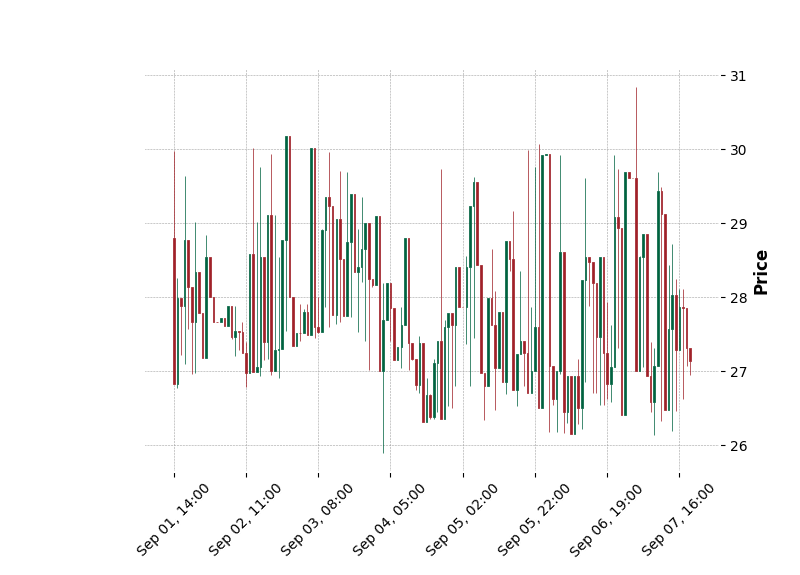 31
30
29
28
27
26
Price
Sep 01, 14:00
Sep 02, 11:00
Sep 03, 08:00
Sep 04, 05:00
Sep 05, 02:00
Sep 05, 22:00
Sep 06, 19:00
Sep 07, 16:00